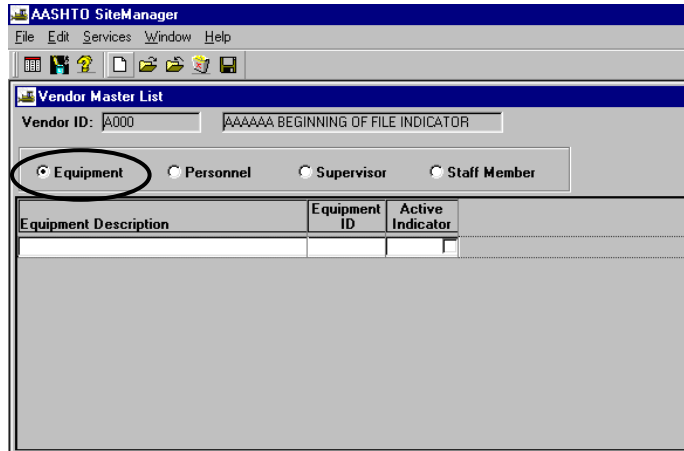 AASHTO SiteManager
File Edit Services Window Help
Vendor Master List
Vendor ID: A000 AAAAAA BEGINNING OF FILE INDICATOR
Equipment Personnel Supervisor Staff Member
Equipment Description Equipment ID Active Indicator